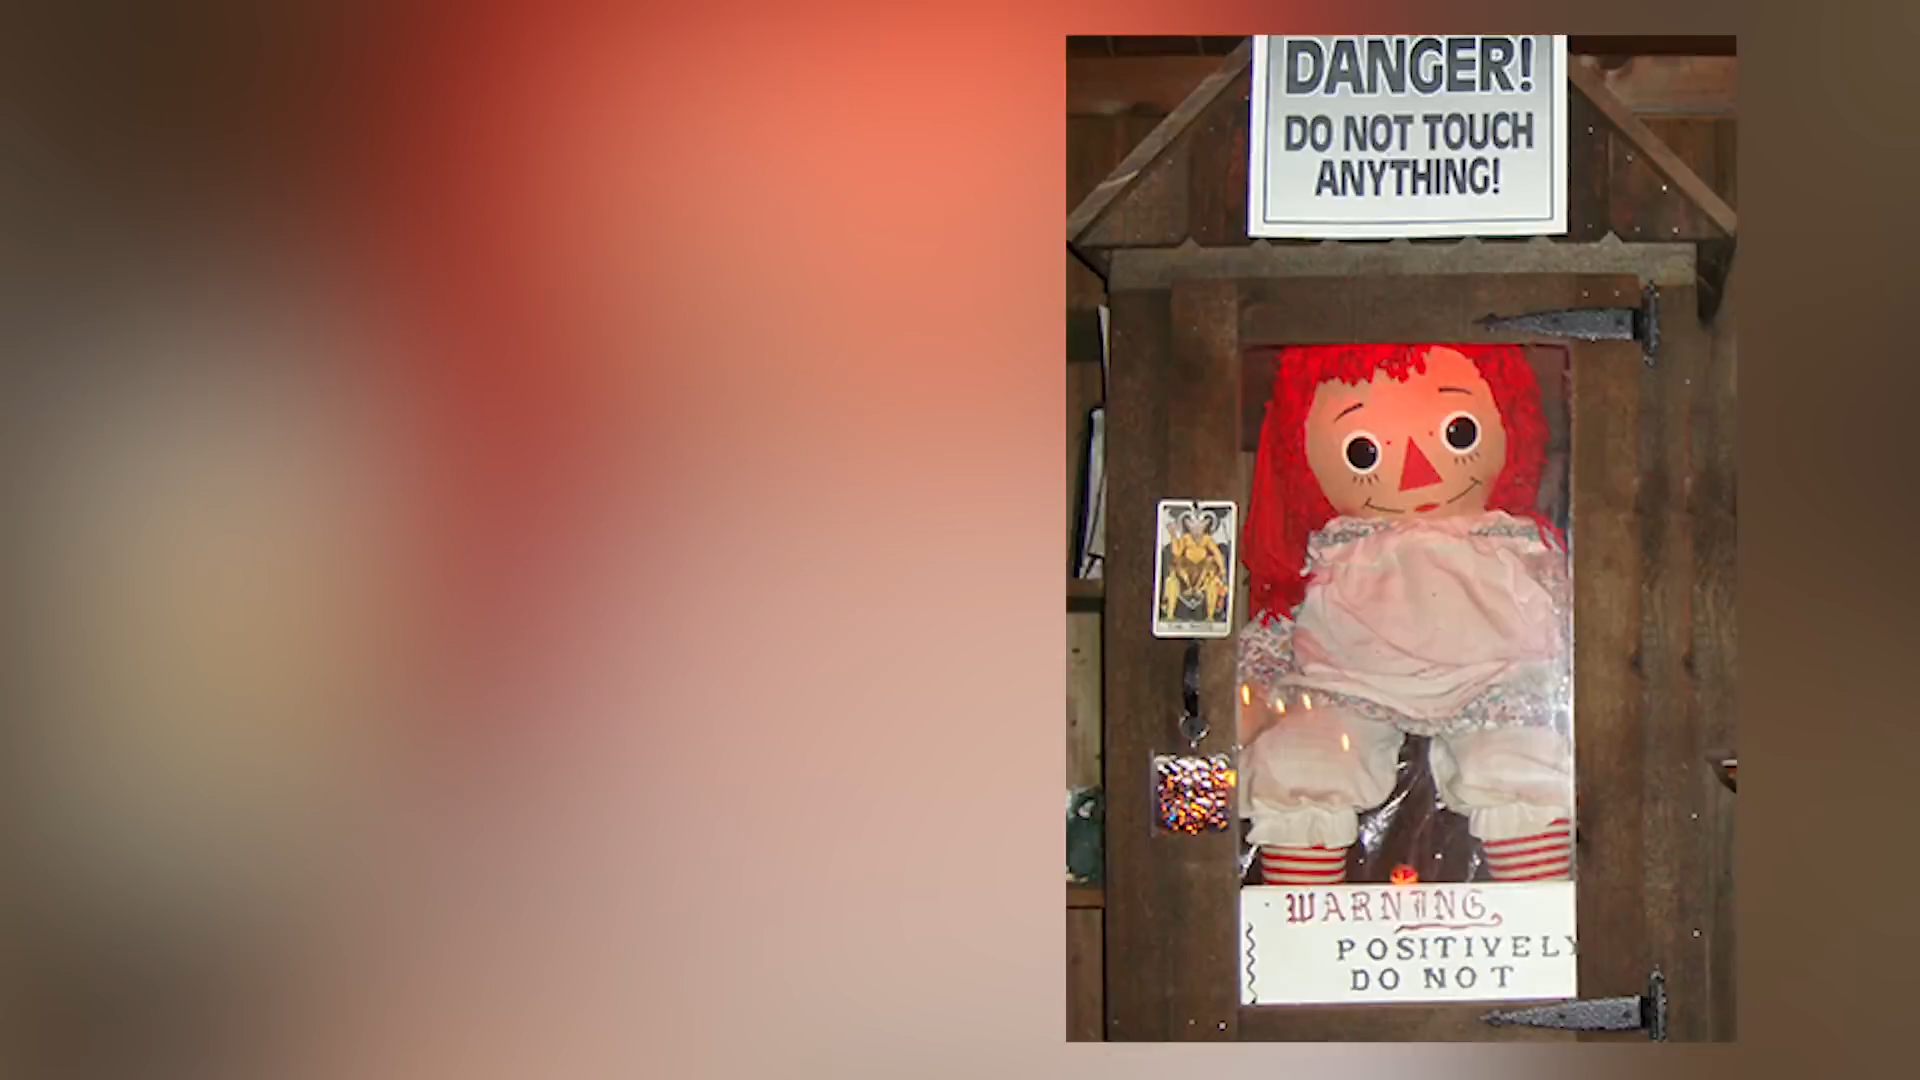 DANGER!
DO NOT TOUCH
ANYTHING!
WARNING,
POSITIVELY
DO NOT